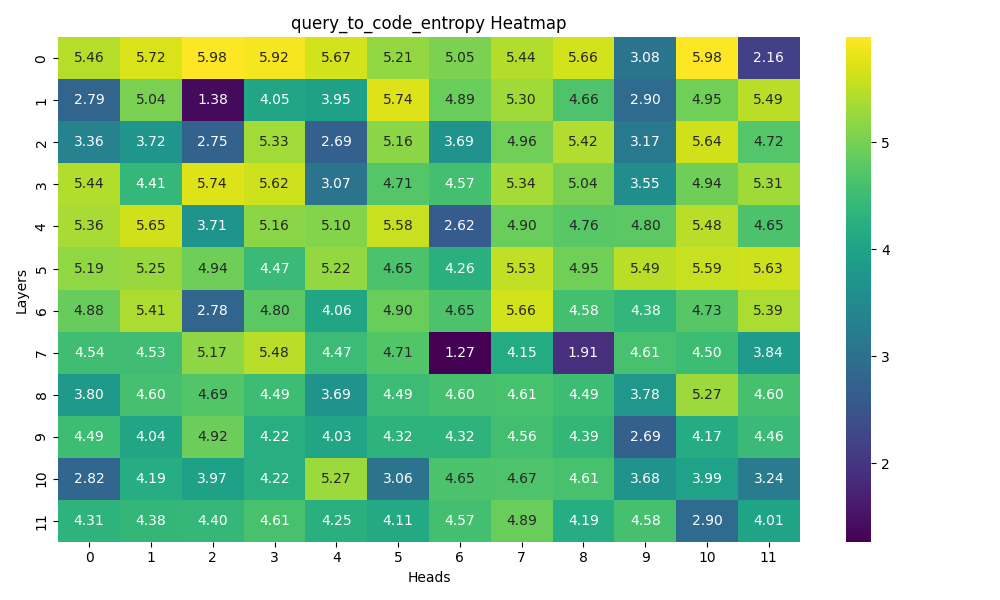 query_to_code_entropy Heatmap
0 5.46 5.72 5.98 5.92 5.67 5.21 5.05 5.44 5.66 3.08 5.98 2.16
1 2.79 5.04 1.38 4.05 3.95 5.74 4.89 5.30 4.66 2.90 4.95 5.49
2 3.36 3.72 2.75 5.33 2.69 5.16 3.69 4.96 5.42 3.17 5.64 4.72
3 5.44 4.41 5.74 5.62 3.07 4.71 4.57 5.34 5.04 3.55 4.94 5.31
4 5.36 5.65 3.71 5.16 5.10 5.58 2.62 4.90 4.76 4.80 5.48 4.65
5 5.19 5.25 4.94 4.47 5.22 4.65 4.26 5.53 4.95 5.49 5.59 5.63
6 4.88 5.41 2.78 4.80 4.06 4.90 4.65 5.66 4.58 4.38 4.73 5.39
7 4.54 4.53 5.17 5.48 4.47 4.71 1.27 4.15 1.91 4.61 4.50 3.84
8 3.80 4.60 4.69 4.49 3.69 4.49 4.60 4.61 4.49 3.78 5.27 4.60
9 4.49 4.04 4.92 4.22 4.03 4.32 4.32 4.56 4.39 2.69 4.17 4.46
10 2.82 4.19 3.97 4.22 5.27 3.06 4.65 4.67 4.61 3.68 3.99 3.24
11 4.31 4.38 4.40 4.61 4.25 4.11 4.57 4.89 4.19 4.58 2.90 4.01
0 1 2 3 4 5 6 7 8 9 10 11
Heads
Layers
5
4
3
2